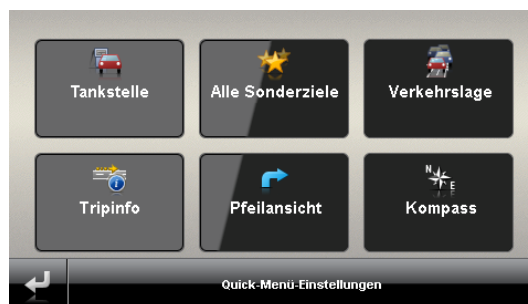 Tankstelle
Alle Sonderziele
Verkehrslage
Tripinfo
N
E
Pfeilansicht
Kompass
Quick-Menü-Einstellungen